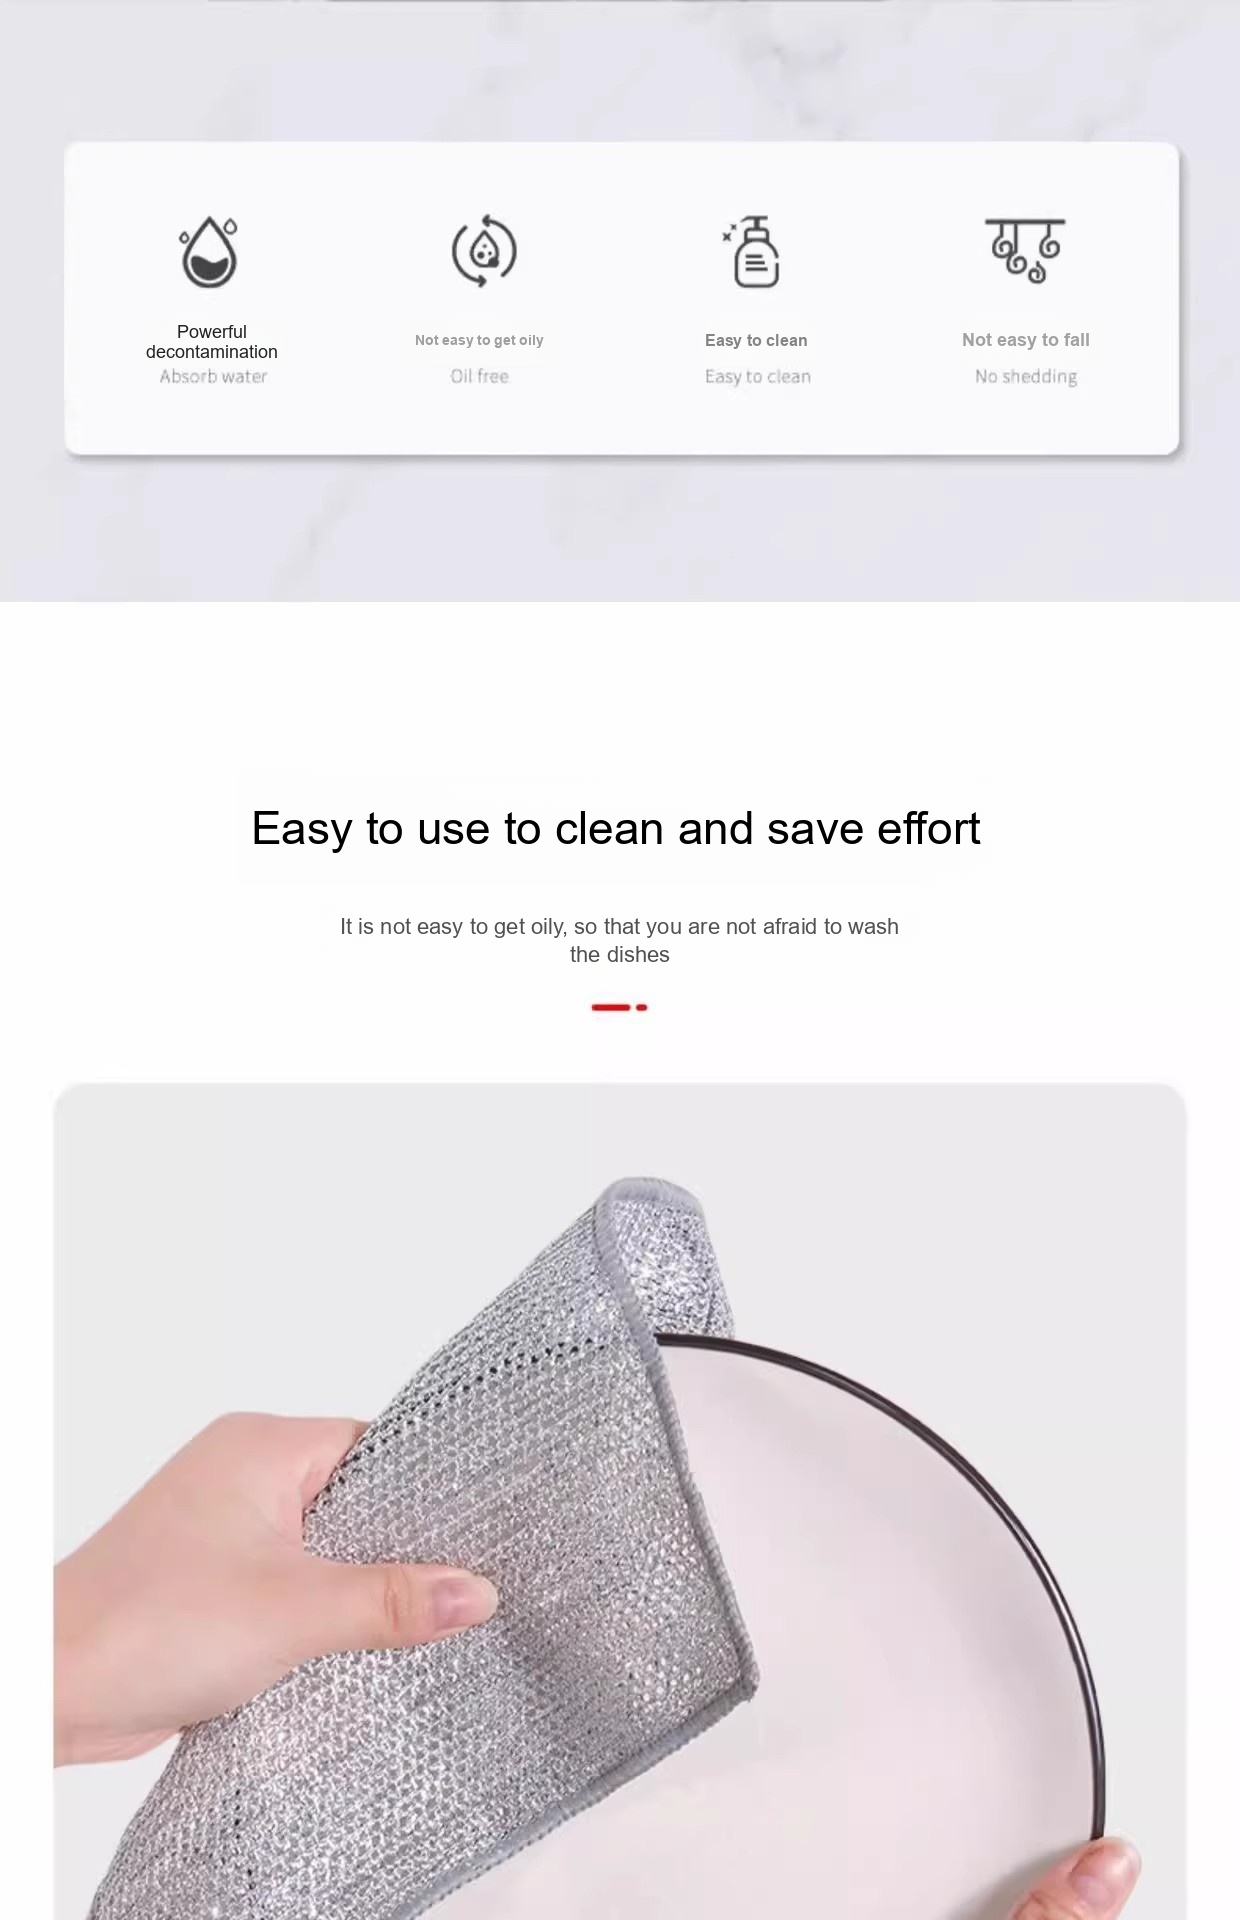 Powerful
decontamination
Absorb water
Not easy to get oily
Oil free
Easy to clean
Easy to clean
Not easy to fall
No shedding
Easy to use to clean and save effort
It is not easy to get oily, so that you are not afraid to wash
the dishes